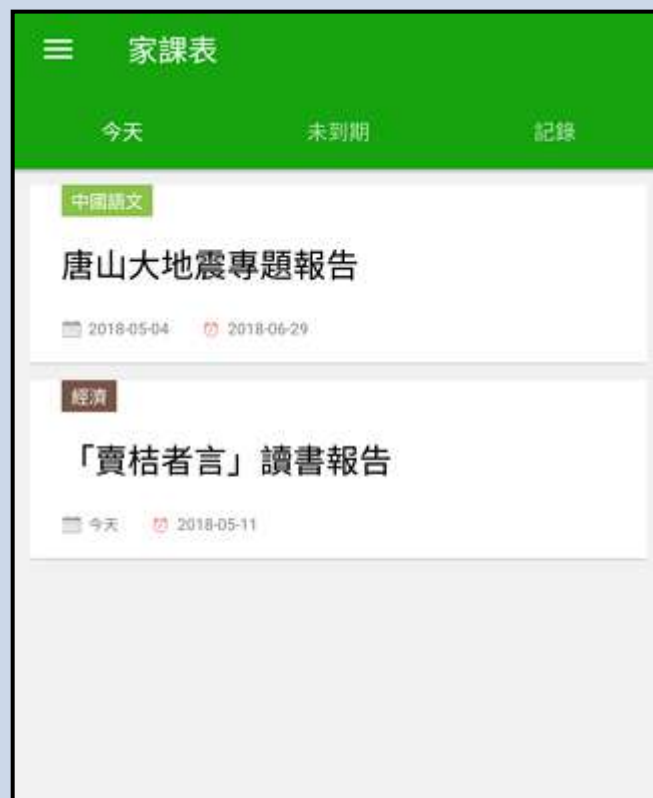 家課表
今天 未到期 記錄
中國語文
唐山大地震專題報告
2018-05-04 2018-06-29
經濟
「賣桔者言」讀書報告
今天 2018-05-11